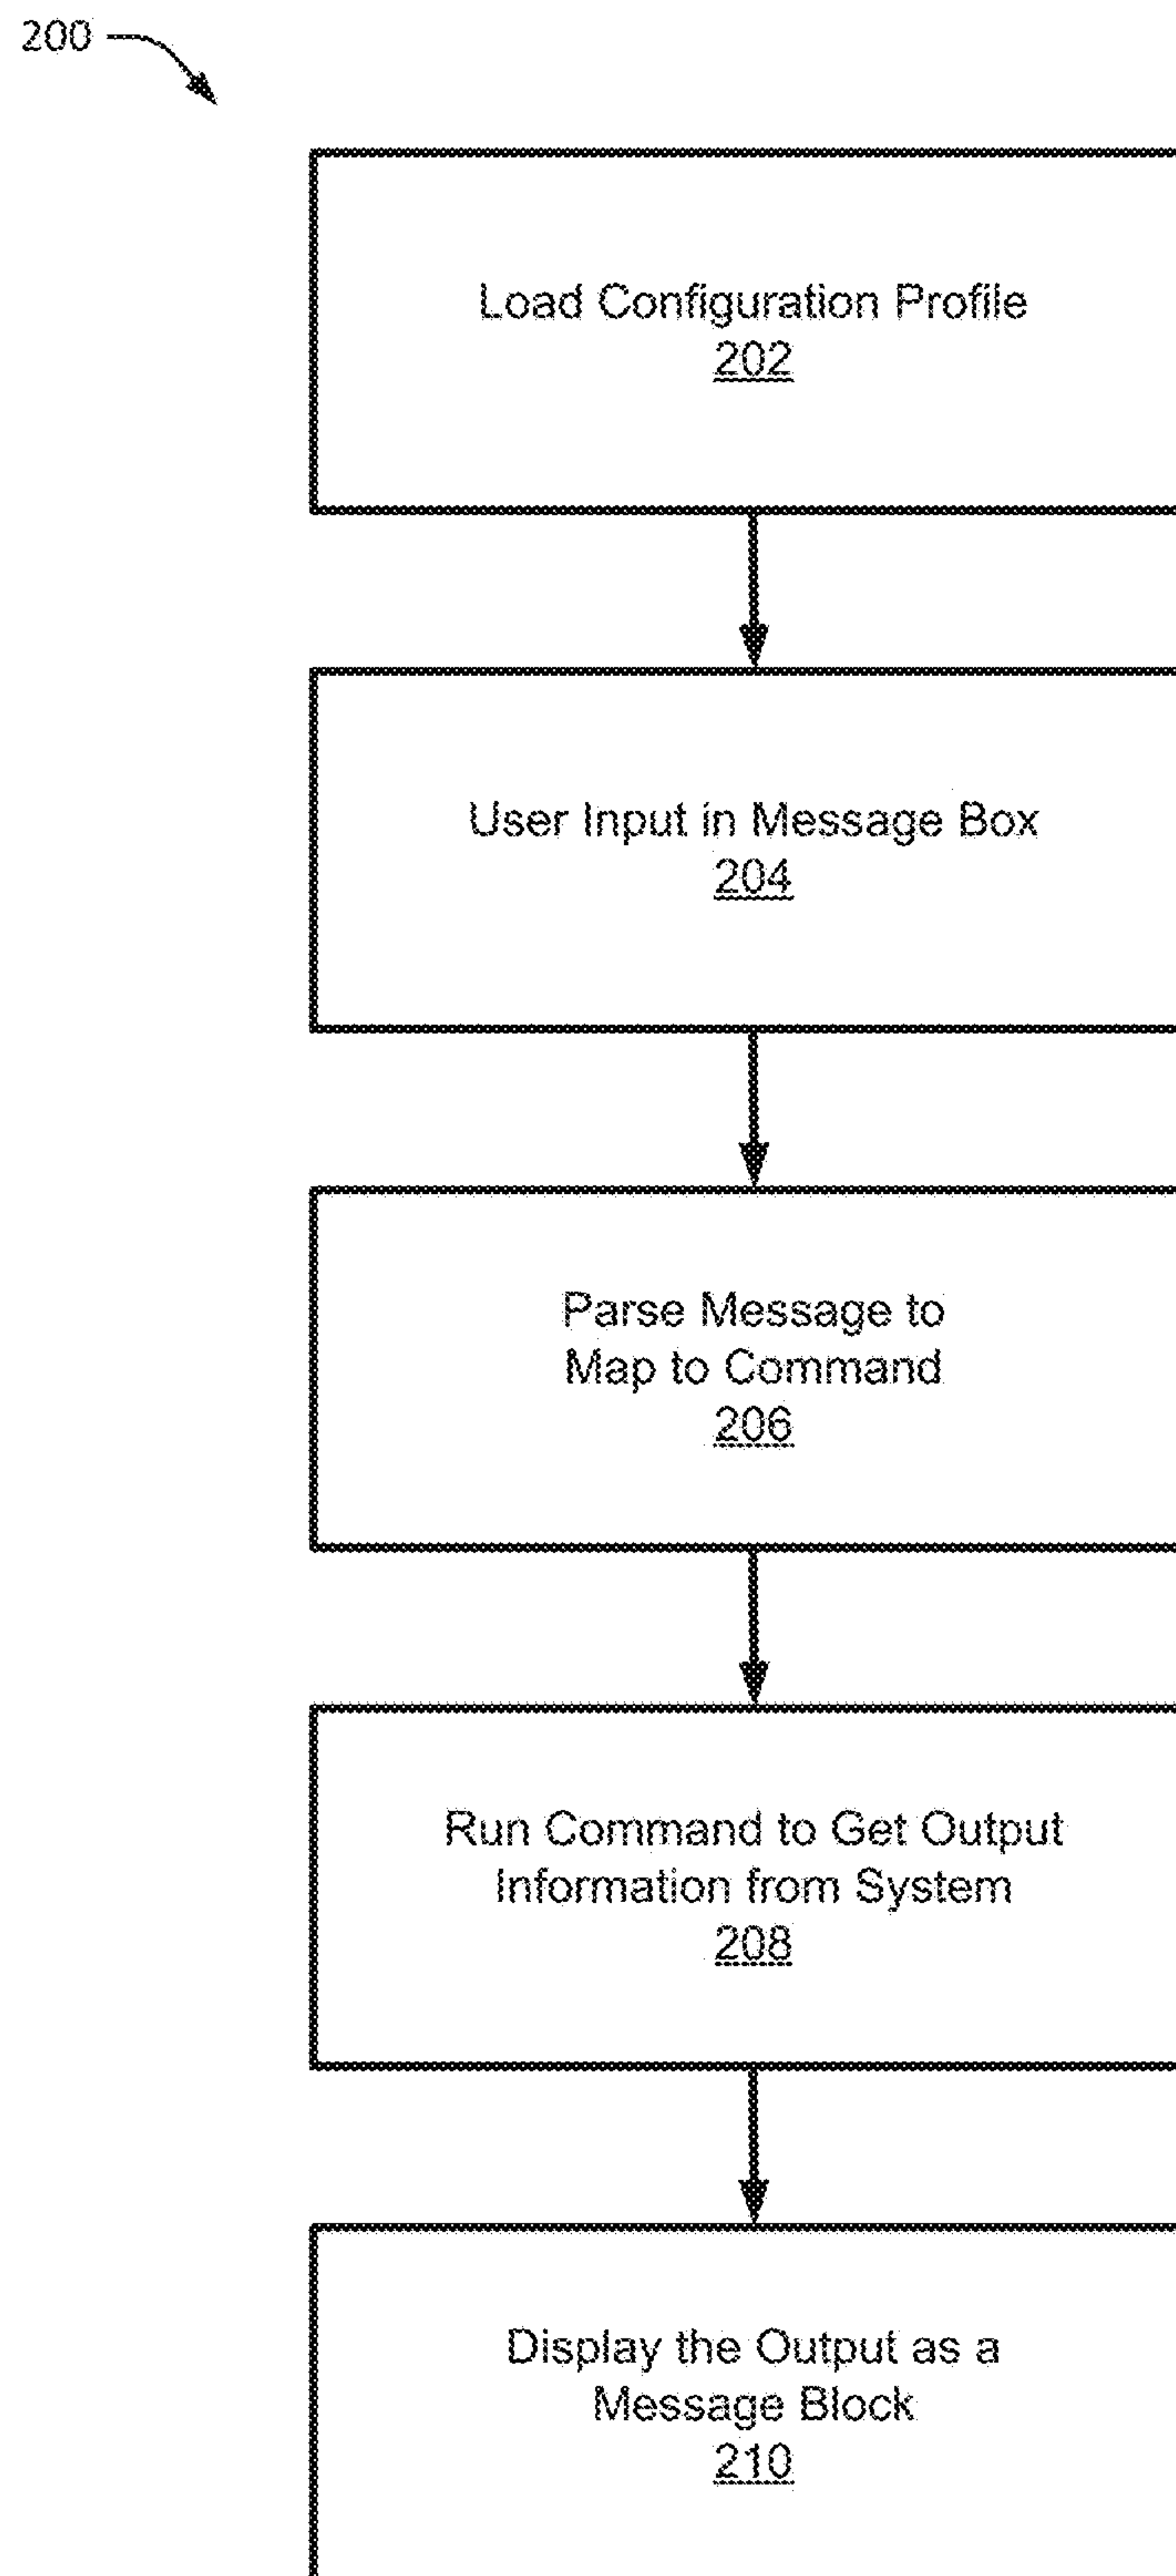 200
Load Configuration Profile
202
User Input in Message Box
204
Parse Message to
Map to Command
206
Run Command to Get Output
Information from System
208
Display the Output as a
Message Block
210